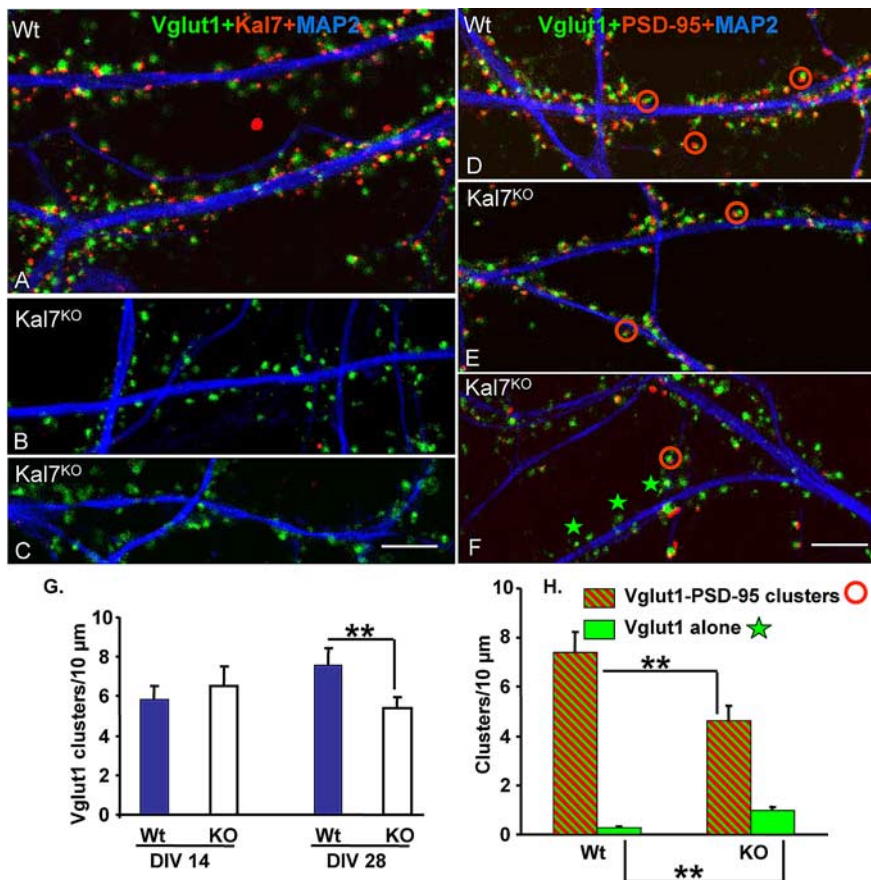 Wt
Vglut1+Kal7+MAP2
A
Kal7KO
B
Kal7KO
C
Wt
Vglut1+PSD-95+MAP2
D
Kal7KO
E
Kal7KO
F
G.
Vglut1 clusters/10 µm
10
8
6
4
2
0
**
Wt KO Wt KO
DIV 14 DIV 28
H.
Clusters/10 µm
10
8
6
4
2
0
Vglut1-PSD-95 clusters
Vglut1 alone
**
Wt KO
**